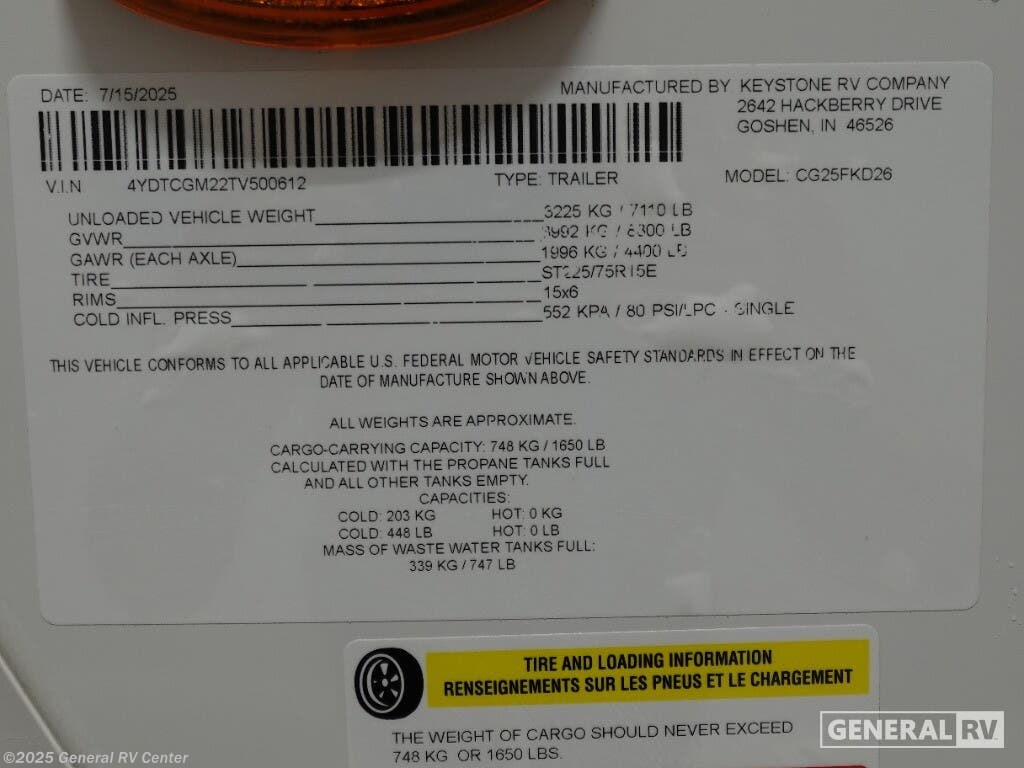 DATE: 7/15/2025
MANUFACTURED BY KEYSTONE RV COMPANY
2642 HACKBERRY DRIVE
GOSHEN, IN 46526
V.I.N 4YDTCGM22TV500612 TYPE: TRAILER MODEL: CG25FKD26
UNLOADED VEHICLE WEIGHT 3225 KG / 7110 LB
GVWR 3992 KG / 8800 LB
GAWR (EACH AXLE) 1996 KG / 4400 LB
TIRE ST225/75R15E
RIMS 15x6
COLD INFL. PRESS 552 KPA / 80 PSI/LPC - SINGLE
THIS VEHICLE CONFORMS TO ALL APPLICABLE U.S. FEDERAL MOTOR VEHICLE SAFETY STANDARDS IN EFFECT ON THE
DATE OF MANUFACTURE SHOWN ABOVE.
ALL WEIGHTS ARE APPROXIMATE.
CARGO-CARRYING CAPACITY: 748 KG / 1650 LB
CALCULATED WITH THE PROPANE TANKS FULL
AND ALL OTHER TANKS EMPTY.
CAPACITIES:
COLD: 203 KG HOT: 0 KG
COLD: 448 LB HOT: 0 LB
MASS OF WASTE WATER TANKS FULL:
339 KG / 747 LB
TIRE AND LOADING INFORMATION
RENSEIGNEMENTS SUR LES PNEUS ET LE CHARGEMENT
THE WEIGHT OF CARGO SHOULD NEVER EXCEED
748 KG OR 1650 LBS.
GENERAL RV
©2025 General RV Center